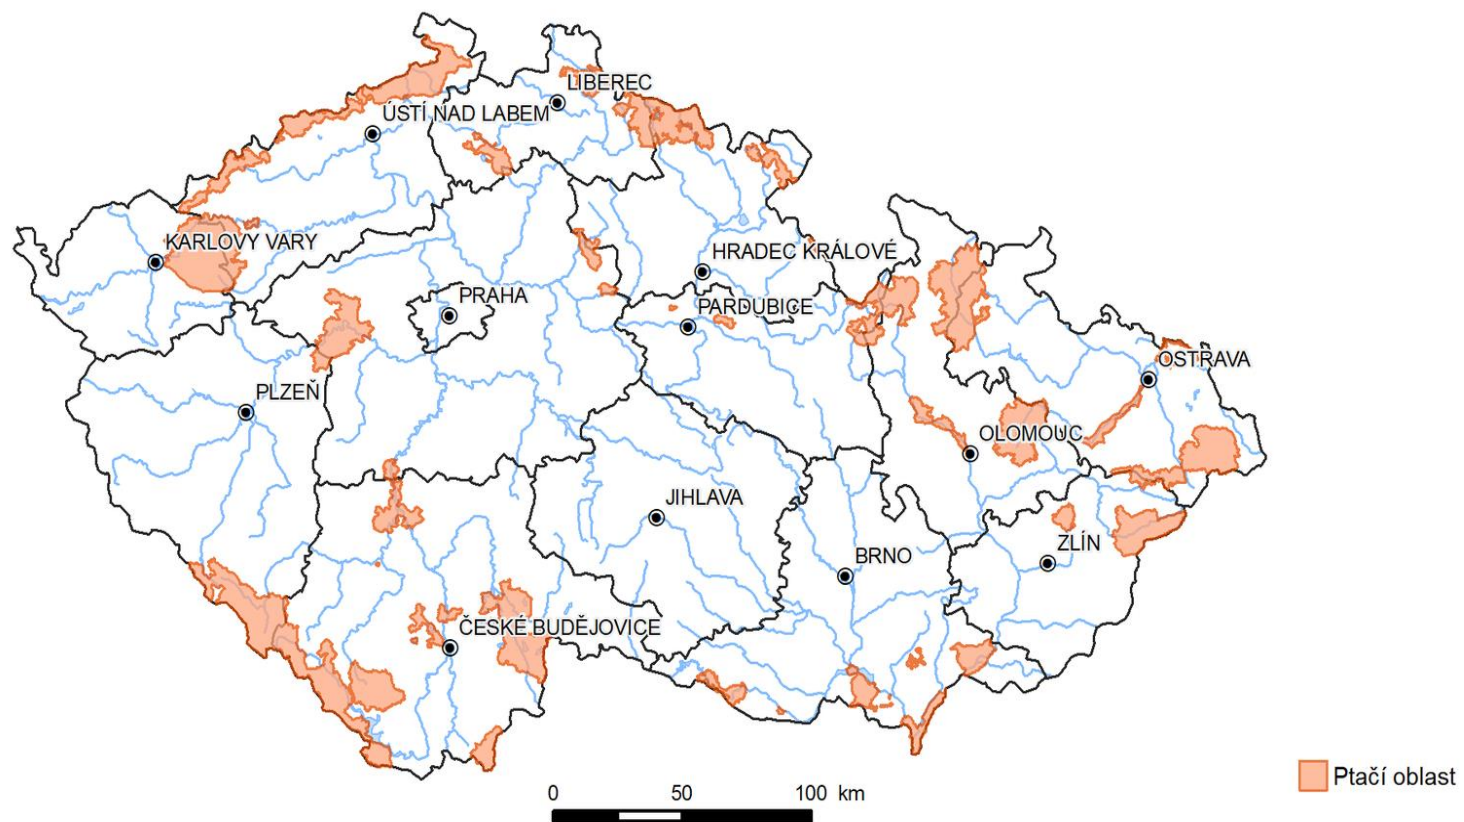 LIBEREC
ÚSTÍ NAD LABEM
KARLOVY VARY
HRADEC KRÁLOVÉ
PRAHA
PARDUBICE
OSTRAVA
PLZEŇ
OLOMOUC
JIHLAVA
ZLÍN
BRNO
ČESKÉ BUDĚJOVICE
Ptačí oblast
0 50 100 km